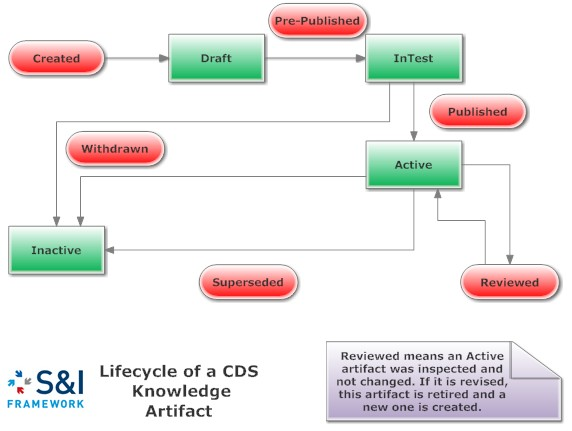 Pre-Published
Created
Draft
InTest
Published
Withdrawn
Active
Inactive
Superseded
Reviewed
S&I
FRAMEWORK
Lifecycle of a CDS
Knowledge
Artifact
Reviewed means an Active
artifact was inspected and
not changed. If it is revised,
this artifact is retired and a
new one is created.